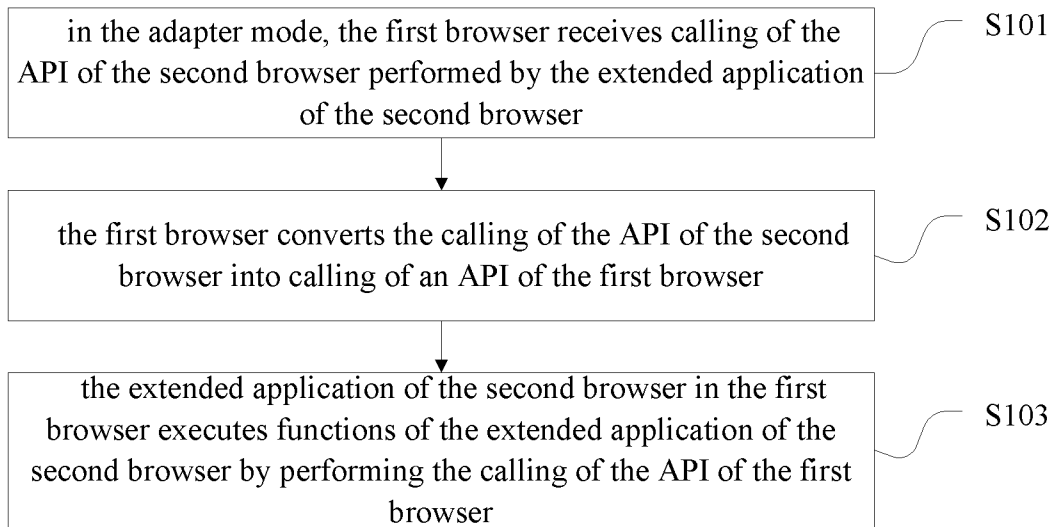 in the adapter mode, the first browser receives calling of the
API of the second browser performed by the extended application
of the second browser
S101
the first browser converts the calling of the API of the second
browser into calling of an API of the first browser
S102
the extended application of the second browser in the first
browser executes functions of the extended application of the
second browser by performing the calling of the API of the first
browser
S103